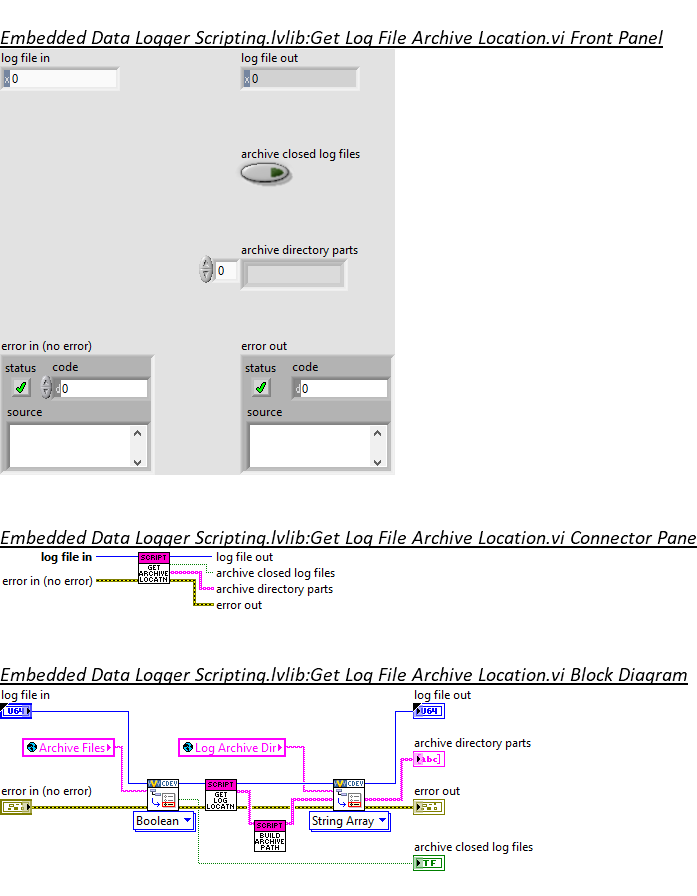 Embedded Data Logger Scripting.lvlib:Get Log File Archive Location.vi Front Panel
log file in
log file out
x 0
x 0
archive closed log files
archive directory parts
0
error in (no error)
error out
status code
status code
d 0
d 0
source
source
Embedded Data Logger Scripting.lvlib:Get Log File Archive Location.vi Connector Pane
log file in
SCRIPT
GET
ARCHIVE
LOCATN
log file out
archive closed log files
error in (no error)
archive directory parts
error out
Embedded Data Logger Scripting.lvlib:Get Log File Archive Location.vi Block Diagram
log file in
log file out
U64
U64
Archive Files
Log Archive Dir
archive directory parts
abc
error in (no error)
CDEV
SCRIPT
GET
LOG
LOCATN
CDEV
error out
Boolean
SCRIPT
BUILD
ARCHIVE
PATH
String Array
archive closed log files
TF